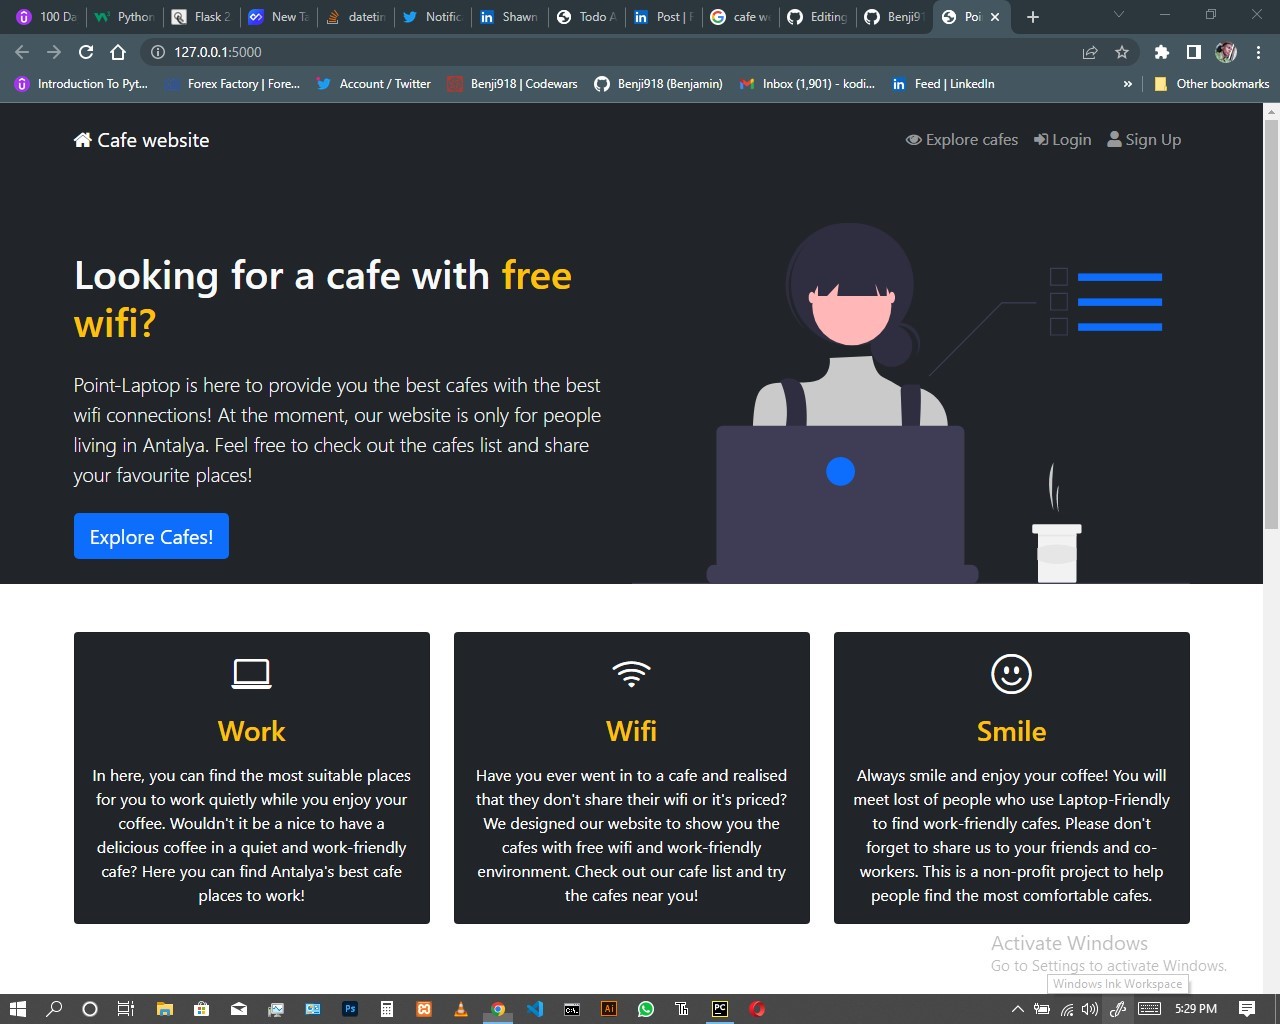 100 Da
Python
Flask 2
New Ta
datetin
Notific
Shawn
Todo A
Post | F
cafe w
Editing
Benji91
Poi
127.0.0.1:5000
Introduction To Pyt...
Forex Factory | Fore...
Account / Twitter
Benji918 | Codewars
Benji918 (Benjamin)
Inbox (1,901) - kodi...
Feed | LinkedIn
»
Other bookmarks
Cafe website
Explore cafes
Login
Sign Up
Looking for a cafe with free
wifi?
Point-Laptop is here to provide you the best cafes with the best
wifi connections! At the moment, our website is only for people
living in Antalya. Feel free to check out the cafes list and share
your favourite places!
Explore Cafes!
Work
In here, you can find the most suitable places
for you to work quietly while you enjoy your
coffee. Wouldn't it be a nice to have a
delicious coffee in a quiet and work-friendly
cafe? Here you can find Antalya's best cafe
places to work!
Wifi
Have you ever went in to a cafe and realised
that they don't share their wifi or it's priced?
We designed our website to show you the
cafes with free wifi and work-friendly
environment. Check out our cafe list and try
the cafes near you!
Smile
Always smile and enjoy your coffee! You will
meet lost of people who use Laptop-Friendly
to find work-friendly cafes. Please don't
forget to share us to your friends and co-
workers. This is a non-profit project to help
people find the most comfortable cafes.
Activate Windows
Go to Settings to activate Windows.
Windows Ink Workspace
5:29 PM